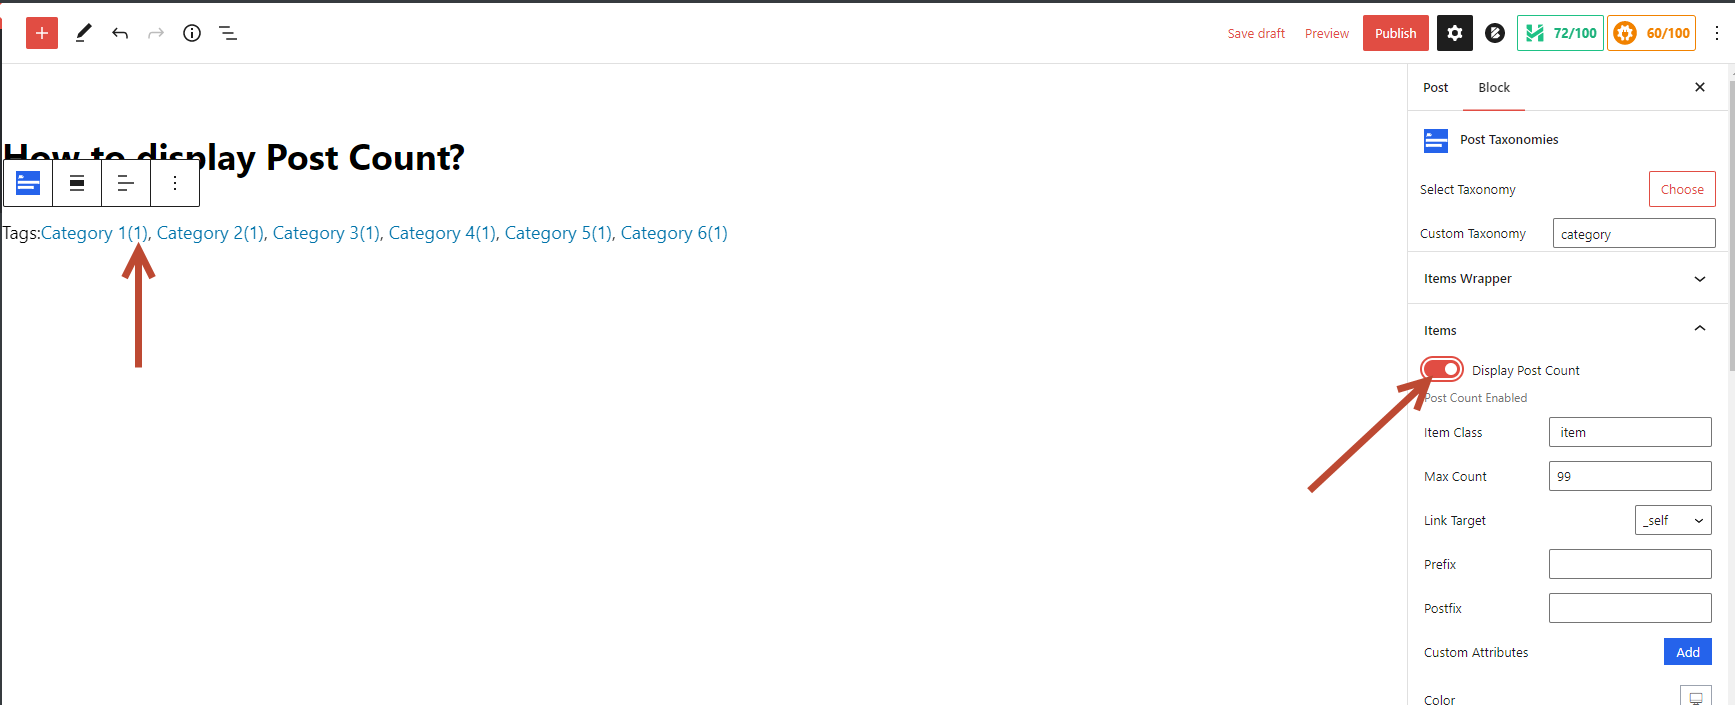 Save draft
Preview
Publish
72/100
60/100
How to display Post Count?
Tags:Category 1(1), Category 2(1), Category 3(1), Category 4(1), Category 5(1), Category 6(1)
Post
Block
Post Taxonomies
Select Taxonomy
Choose
Custom Taxonomy
category
Items Wrapper
Items
Display Post Count
Post Count Enabled
Item Class
item
Max Count
99
Link Target
_self
Prefix
Postfix
Custom Attributes
Add
Color